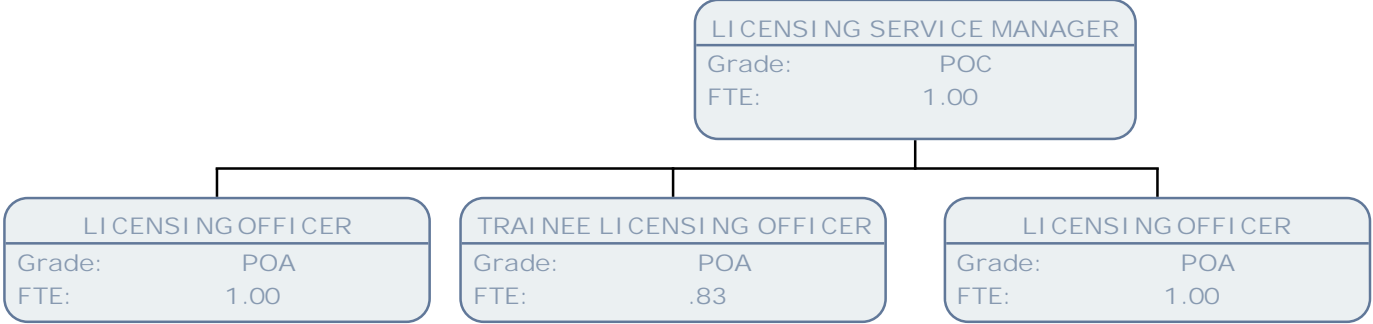 LICENSING SERVICE MANAGER
Grade: POC
FTE: 1.00
LICENSING OFFICER
Grade: POA
FTE: 1.00
TRAINEE LICENSING OFFICER
Grade: POA
FTE: .83
LICENSING OFFICER
Grade: POA
FTE: 1.00